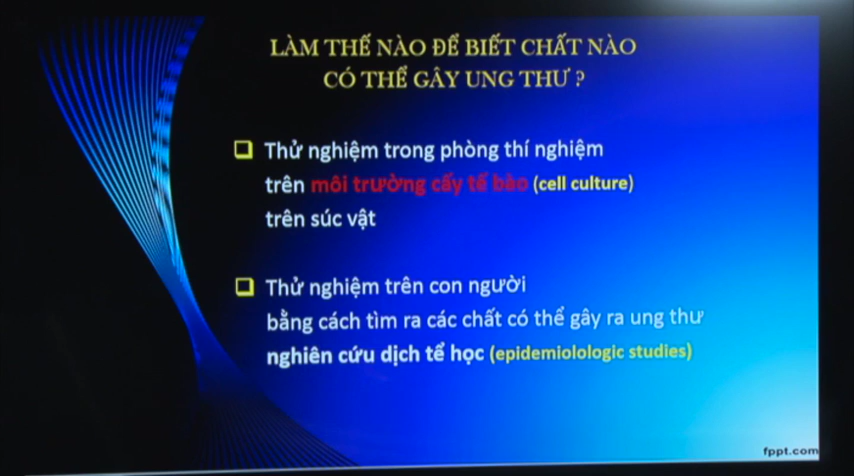 LÀM THẾ NÀO ĐỂ BIẾT CHẤT NÀO
CÓ THỂ GÂY UNG THƯ ?
Thử nghiệm trong phòng thí nghiệm
trên môi trường cấy tế bào (cell culture)
trên súc vật
Thử nghiệm trên con người
bằng cách tìm ra các chất có thể gây ra ung thư
nghiên cứu dịch tể học (epidemiolologic studies)
fppt.com